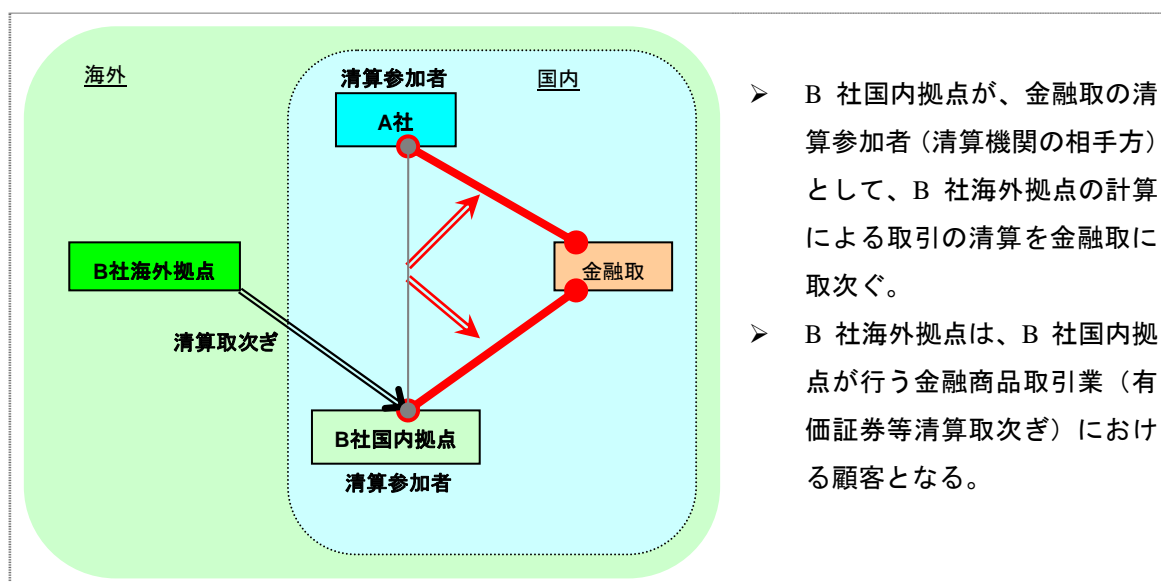 海外
清算参加者
国内
A社
B社海外拠点
金融取
清算取次ぎ
B社国内拠点
清算参加者
➢ B 社国内拠点が、金融取の清
算参加者（清算機関の相手方）
として、B 社海外拠点の計算
による取引の清算を金融取に
取次ぐ。
➢ B 社海外拠点は、B 社国内拠
点が行う金融商品取引業（有
価証券等清算取次ぎ）におけ
る顧客となる。